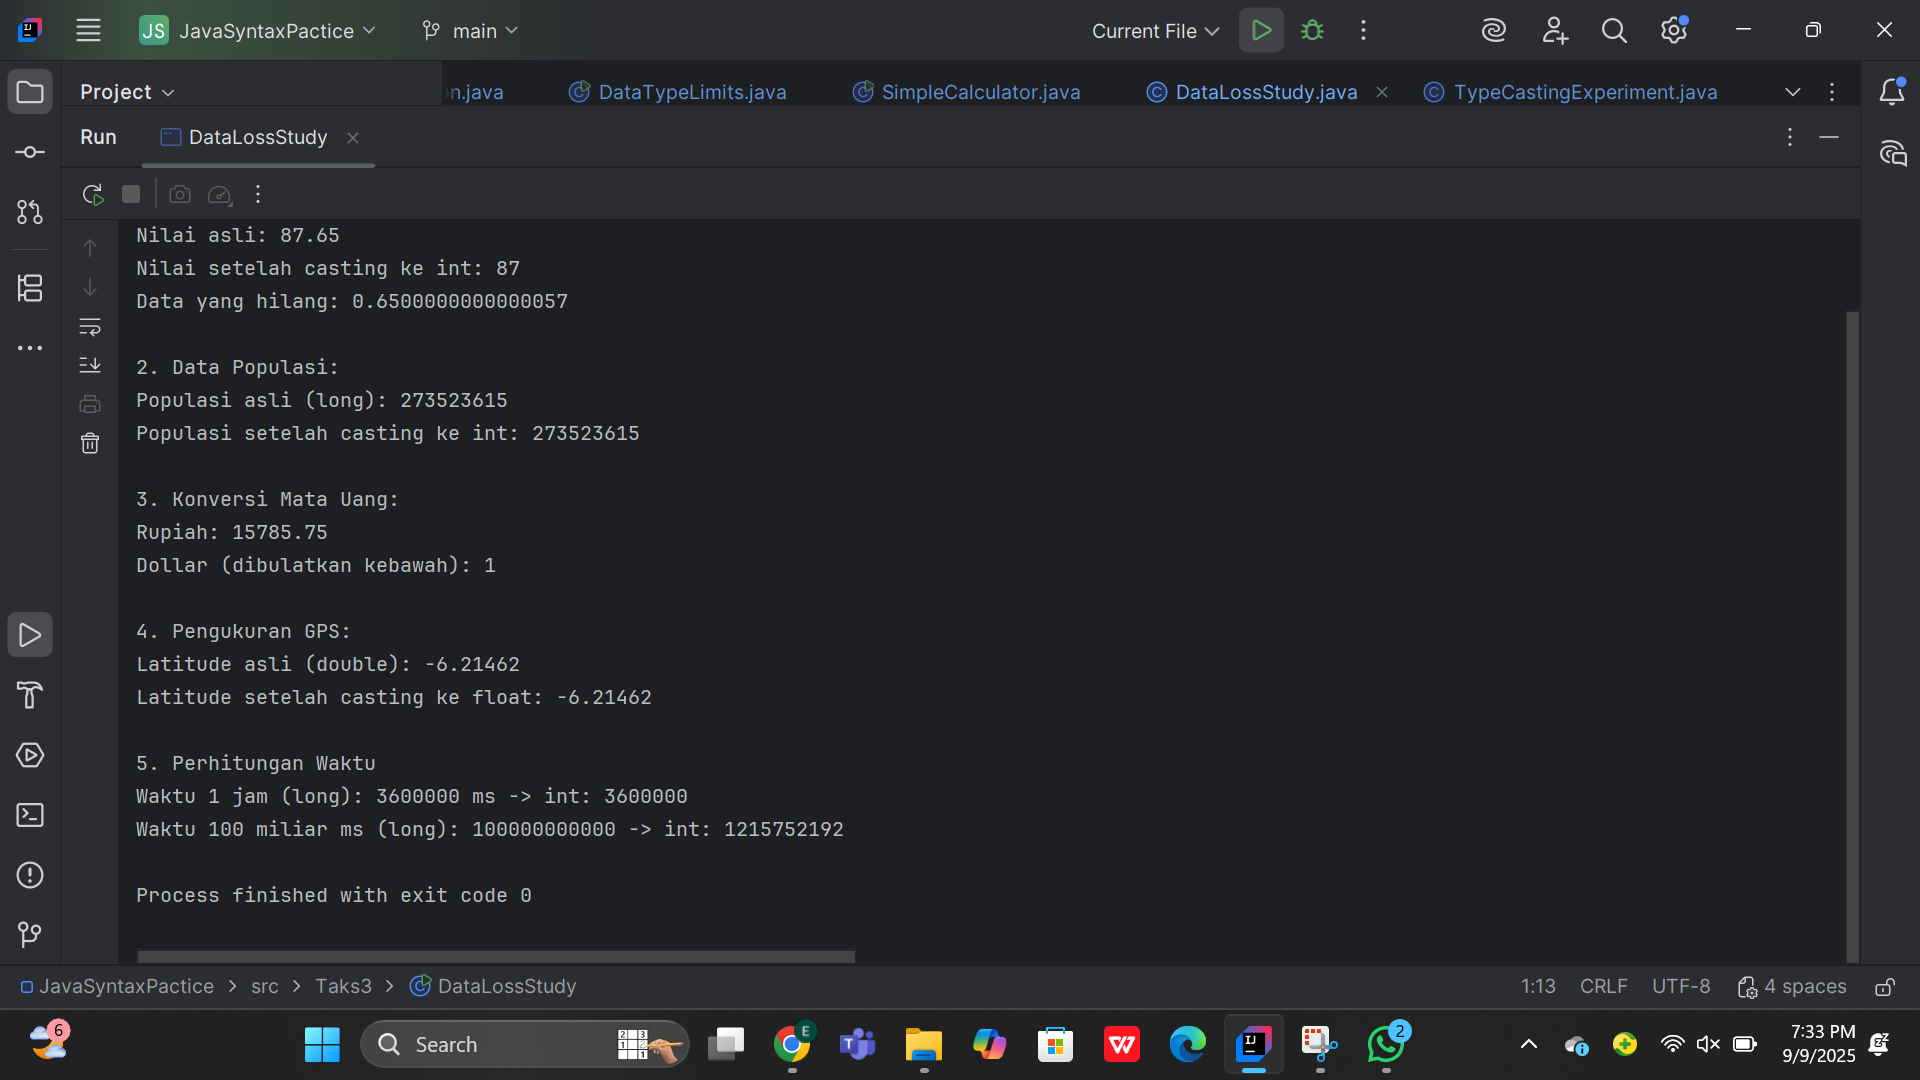 JS JavaSyntaxPactice main Current File
Project n.java DataTypeLimits.java SimpleCalculator.java DataLossStudy.java TypeCastingExperiment.java
Run DataLossStudy
Nilai asli: 87.65
Nilai setelah casting ke int: 87
Data yang hilang: 0.6500000000000057
2. Data Populasi:
Populasi asli (long): 273523615
Populasi setelah casting ke int: 273523615
3. Konversi Mata Uang:
Rupiah: 15785.75
Dollar (dibulatkan kebawah): 1
4. Pengukuran GPS:
Latitude asli (double): -6.21462
Latitude setelah casting ke float: -6.21462
5. Perhitungan Waktu
Waktu 1 jam (long): 3600000 ms -> int: 3600000
Waktu 100 miliar ms (long): 100000000000 -> int: 1215752192
Process finished with exit code 0
JavaSyntaxPactice > src > Taks3 > DataLossStudy 1:13 CRLF UTF-8 4 spaces
6 Search E 2 7:33 PM
9/9/2025